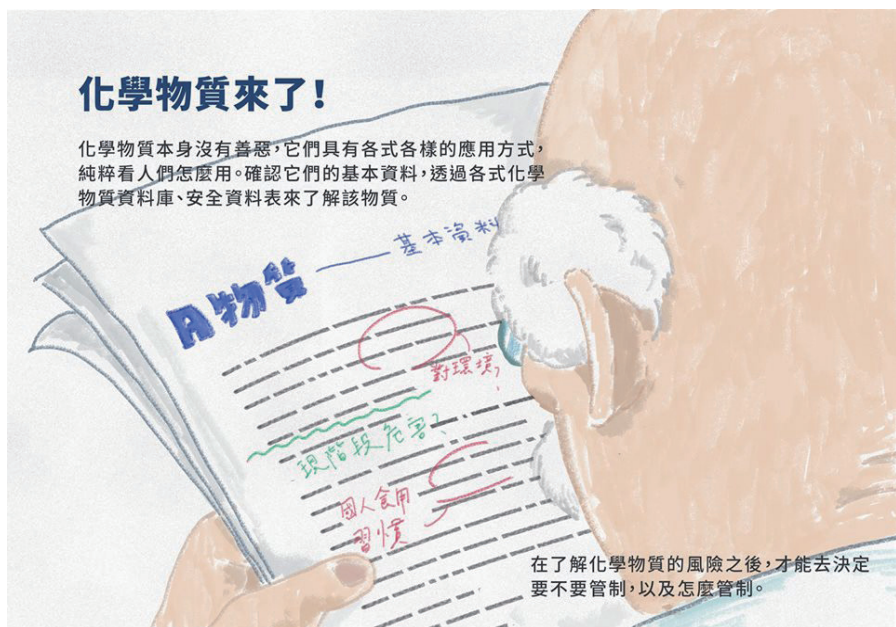 化學物質來了！
化學物質本身沒有善惡，它們具有各式各樣的應用方式，
純粹看人們怎麼用。確認它們的基本資料，透過各式化學
物質資料庫、安全資料表來了解該物質。
A物質——基本資料
對環境？
現階段危害？
國人食用
習慣
在了解化學物質的風險之後，才能去決定
要不要管制，以及怎麼管制。